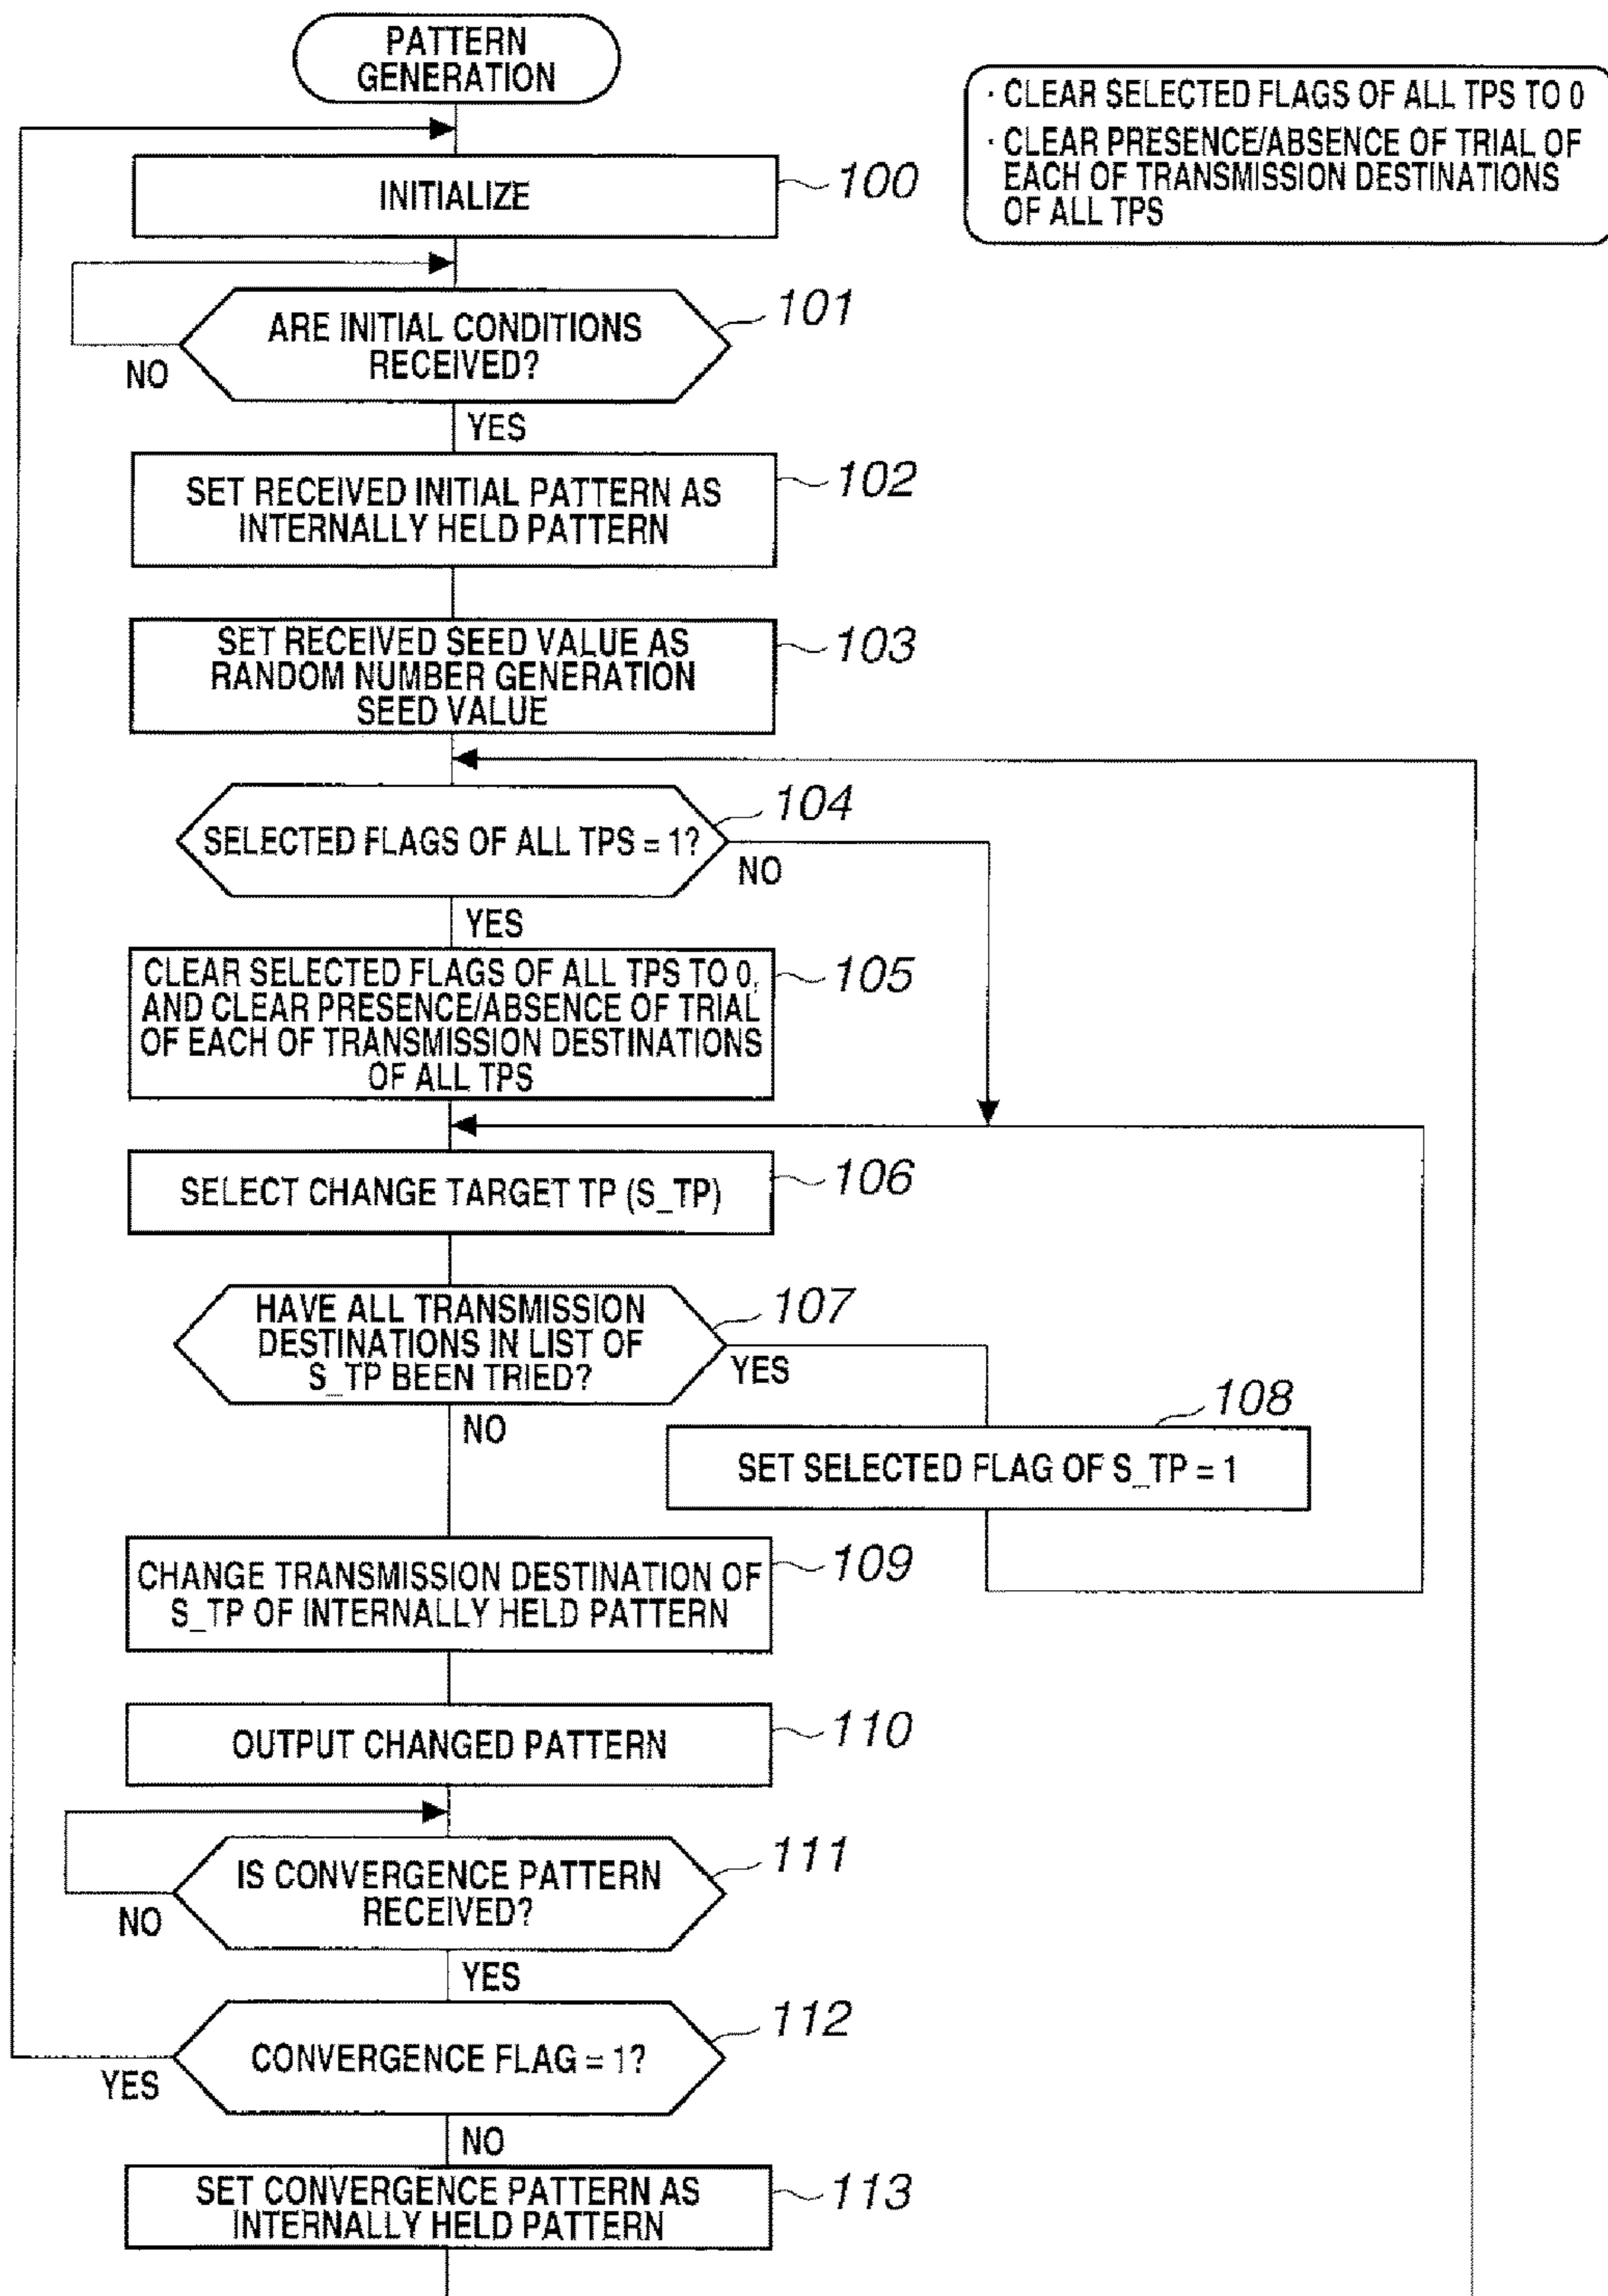 PATTERN
GENERATION
· CLEAR SELECTED FLAGS OF ALL TPS TO 0
· CLEAR PRESENCE/ABSENCE OF TRIAL OF
EACH OF TRANSMISSION DESTINATIONS
OF ALL TPS
INITIALIZE
100
ARE INITIAL CONDITIONS
RECEIVED?
101
NO
YES
SET RECEIVED INITIAL PATTERN AS
INTERNALLY HELD PATTERN
102
SET RECEIVED SEED VALUE AS
RANDOM NUMBER GENERATION
SEED VALUE
103
SELECTED FLAGS OF ALL TPS = 1?
104
NO
YES
CLEAR SELECTED FLAGS OF ALL TPS TO 0,
AND CLEAR PRESENCE/ABSENCE OF TRIAL
OF EACH OF TRANSMISSION DESTINATIONS
OF ALL TPS
105
SELECT CHANGE TARGET TP (S_TP)
106
HAVE ALL TRANSMISSION
DESTINATIONS IN LIST OF
S_TP BEEN TRIED?
107
YES
NO
108
SET SELECTED FLAG OF S_TP = 1
CHANGE TRANSMISSION DESTINATION OF
S_TP OF INTERNALLY HELD PATTERN
109
OUTPUT CHANGED PATTERN
110
IS CONVERGENCE PATTERN
RECEIVED?
111
NO
YES
CONVERGENCE FLAG = 1?
112
YES
NO
SET CONVERGENCE PATTERN AS
INTERNALLY HELD PATTERN
113